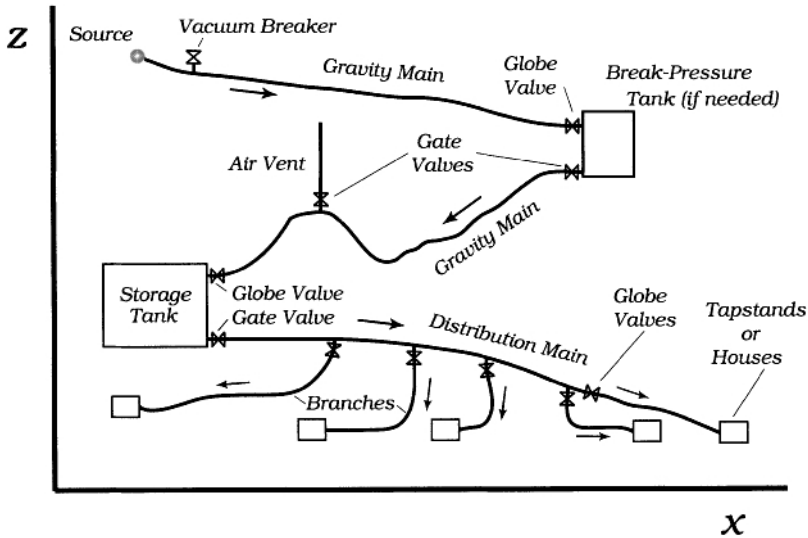 Z
Source
Vacuum Breaker
Gravity Main
Globe
Valve
Break-Pressure
Tank (if needed)
Air Vent
Gate
Valves
Gravity Main
Storage
Tank
Globe Valve
Gate Valve
Distribution Main
Globe
Valves
Tapstands
or
Houses
Branches
x